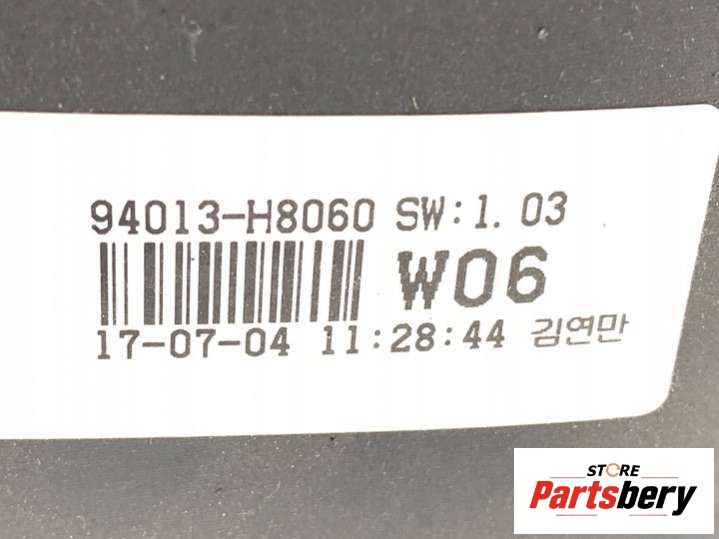 94013-H8060 SW:1.03
W06
17-07-04 11:28:44 김연만
STORE
Partsbery